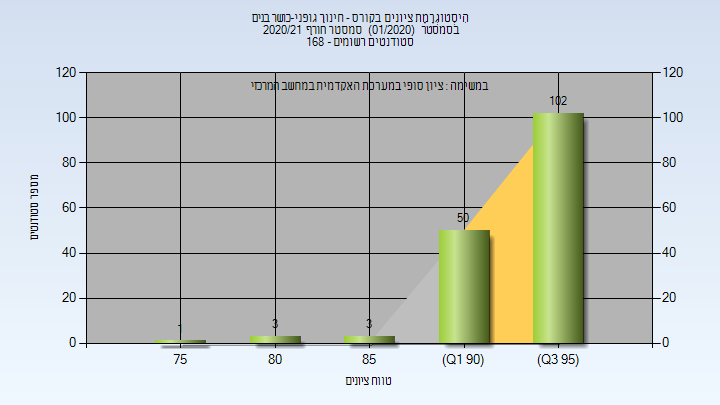 היסטוגרמת ציונים בקורס - חינוך גופני-כושר בנים
בסמסטר (01/2020) סמסטר חורף 2020/21
סטודנטים רשומים - 168
במשימה : ציון סופי במערכת האקדמית במחשב המרכזי
120 120
100 100
80 80
60 60
40 40
20 20
0 0
מספר סטודנטים
1 3 3 50 102
75 80 85 (Q1 90) (Q3 95)
טווח ציונים